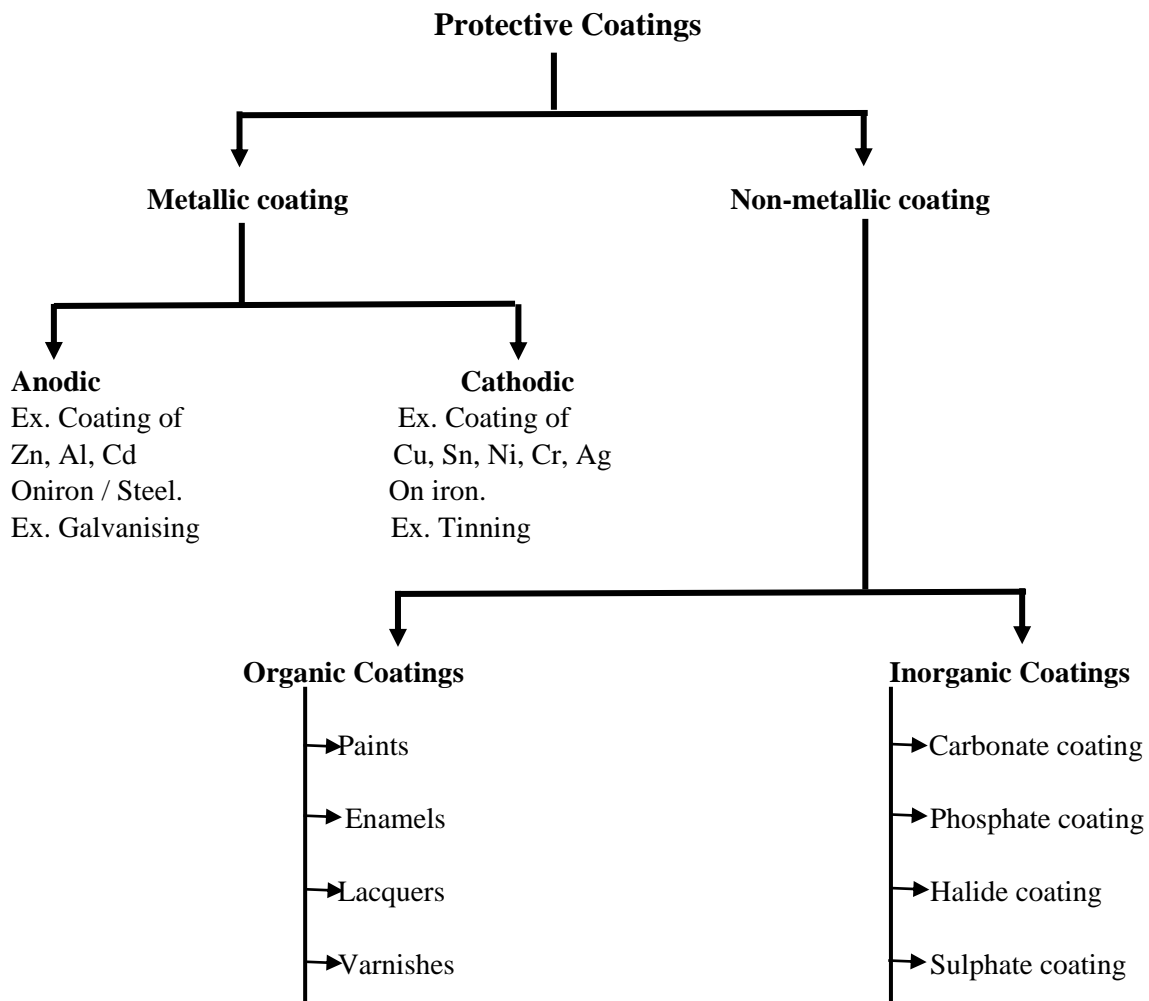 Protective Coatings
Metallic coating
Non-metallic coating
Anodic
Ex. Coating of
Zn, Al, Cd
Oniron / Steel.
Ex. Galvanising
Cathodic
Ex. Coating of
Cu, Sn, Ni, Cr, Ag
On iron.
Ex. Tinning
Organic Coatings
Paints
Enamels
Lacquers
Varnishes
Inorganic Coatings
Carbonate coating
Phosphate coating
Halide coating
Sulphate coating